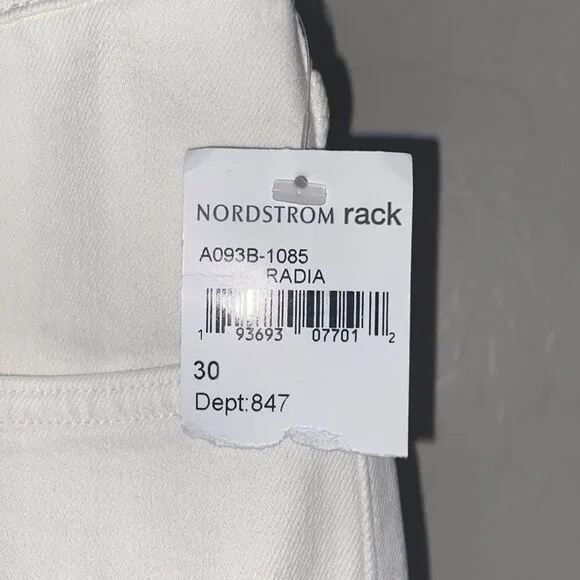 NORDSTROM rack
A093B-1085
RADIA
1 93693 07701 2
30
Dept:847